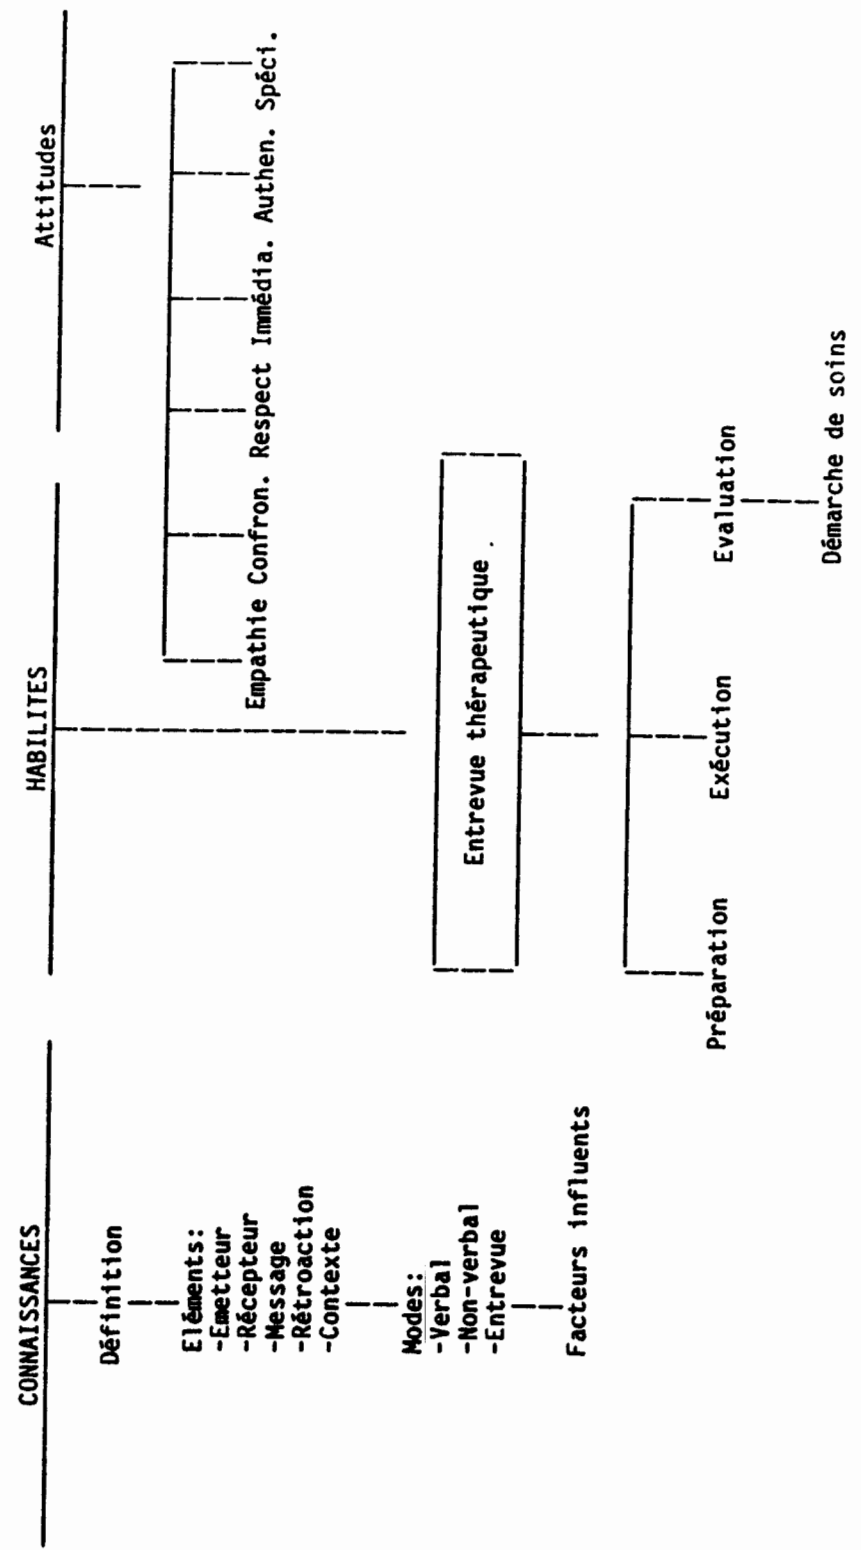 CONNAISSANCES
HABILITES
Attitudes
Définition
Eléments:
-Emetteur
-Récepteur
-Message
-Rétroaction
-Contexte
Modes:
-Verbal
-Non-verbal
-Entrevue
Facteurs influents
Empathie Confron. Respect Immédia. Authen. Spéci.
Entrevue thérapeutique .
Préparation
Exécution
Evaluation
Démarche de soins